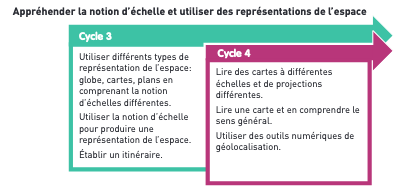 Appréhender la notion d'échelle et utiliser des représentations de l'espace
Cycle 3
Utiliser différents types de
représentation de l'espace:
globe, cartes, plans en
comprenant la notion
d'échelles différentes.
Utiliser la notion d'échelle
pour produire une
représentation de l'espace.
Établir un itinéraire.
Cycle 4
Lire des cartes à différentes
échelles et de projections
différentes.
Lire une carte et en comprendre le
sens général.
Utiliser des outils numériques de
géolocalisation.